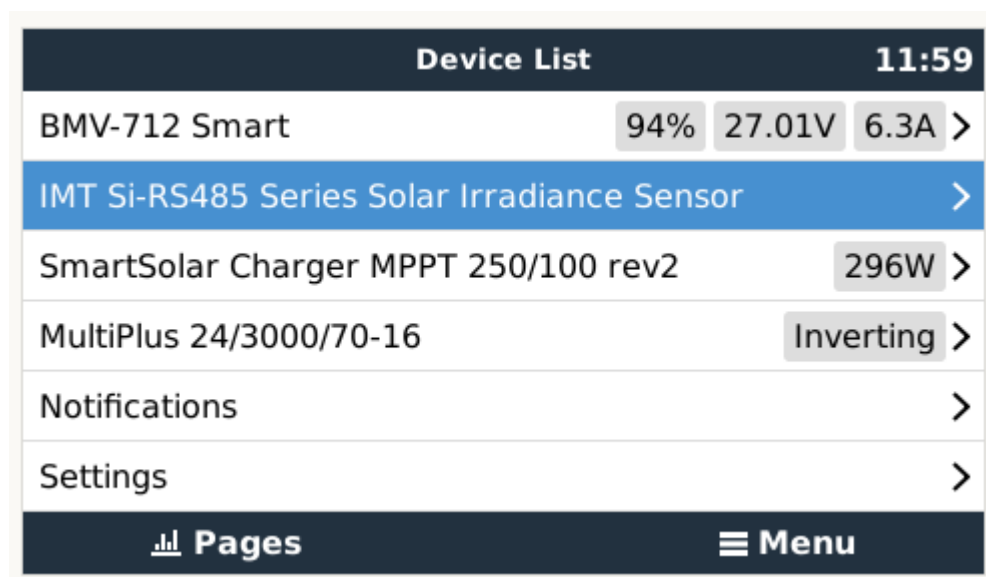 Device List 11:59
BMV-712 Smart 94% 27.01V 6.3A
IMT Si-RS485 Series Solar Irradiance Sensor
SmartSolar Charger MPPT 250/100 rev2 296W
MultiPlus 24/3000/70-16 Inverting
Notifications
Settings
Pages Menu